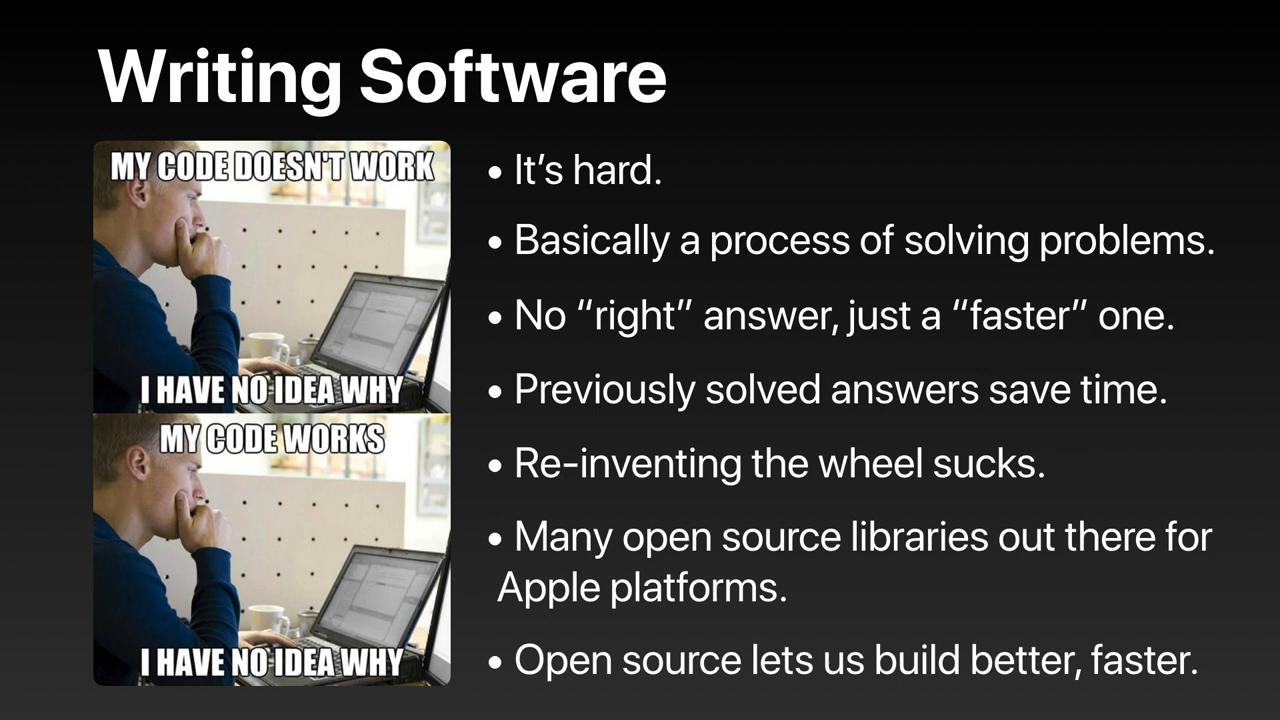 Writing Software
MY CODE DOESN'T WORK
I HAVE NO IDEA WHY
MY CODE WORKS
I HAVE NO IDEA WHY
• It’s hard.
• Basically a process of solving problems.
• No “right” answer, just a “faster” one.
• Previously solved answers save time.
• Re-inventing the wheel sucks.
• Many open source libraries out there for
Apple platforms.
• Open source lets us build better, faster.